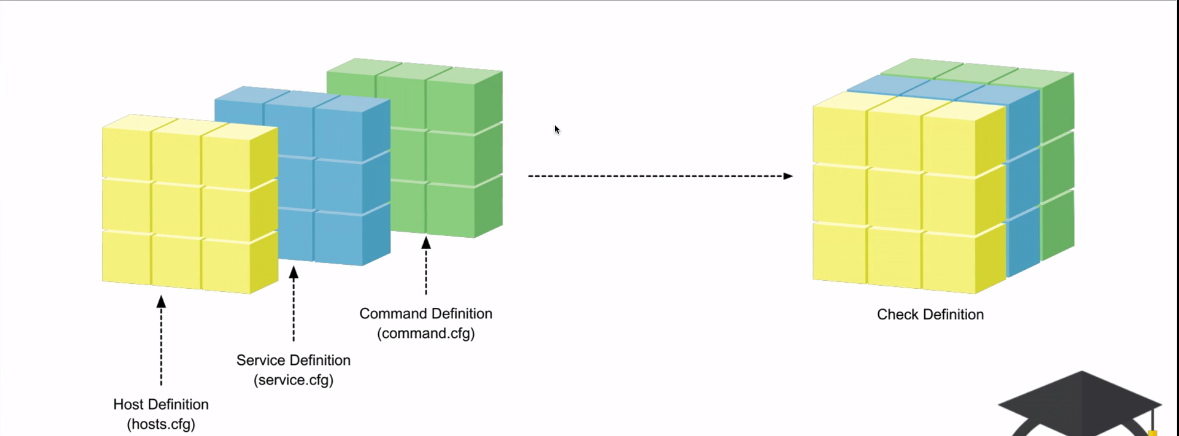 Command Definition
(command.cfg)
Check Definition
Service Definition
(service.cfg)
Host Definition
(hosts.cfg)